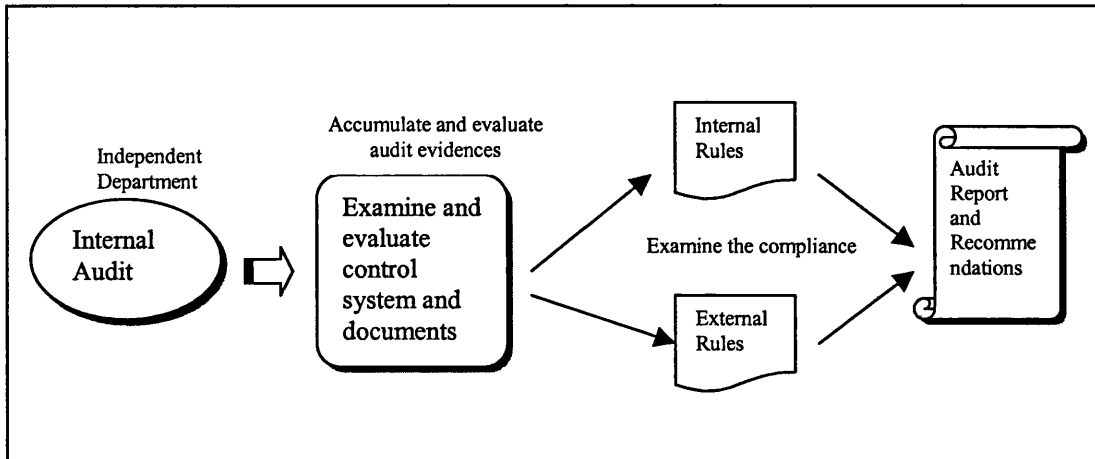 Independent
Department
Internal
Audit
Accumulate and evaluate
audit evidences
Examine and
evaluate
control
system and
documents
Internal
Rules
Examine the compliance
External
Rules
Audit
Report
and
Recomme
ndations